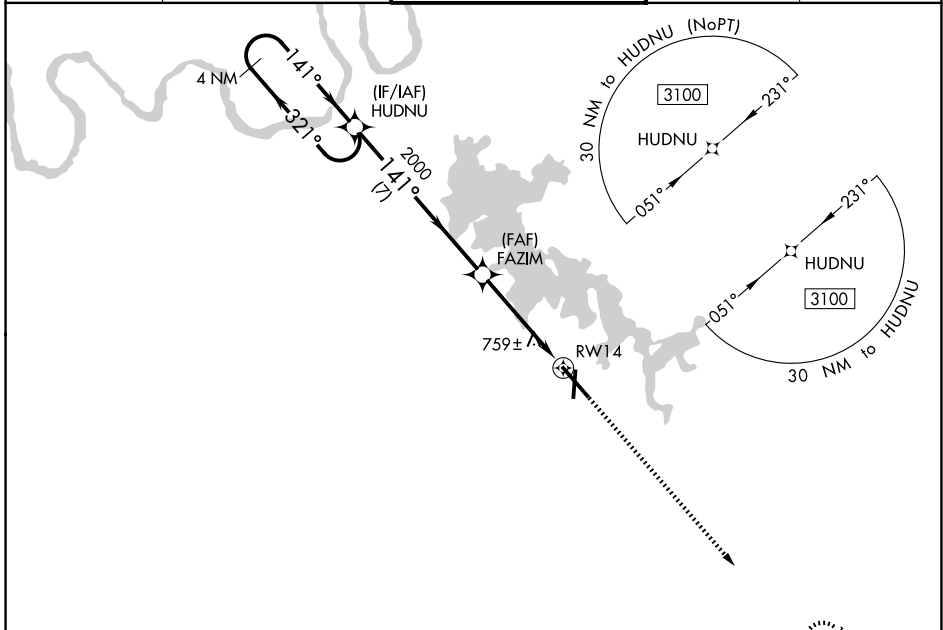 4 NM
141°
321°
(IF/IAF)
HUDNU
2000
141°
(7)
(FAF)
FAZIM
759±
RW14
30 NM to HUDNU (NoPT)
3100
231°
HUDNU
051°
231°
HUDNU
3100
051°
30 NM to HUDNU